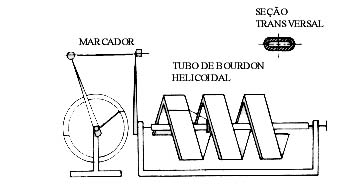 SEÇÃO
TRANSVERSAL
MARCADOR
TUBO DE BOURDON
HELICOIDAL